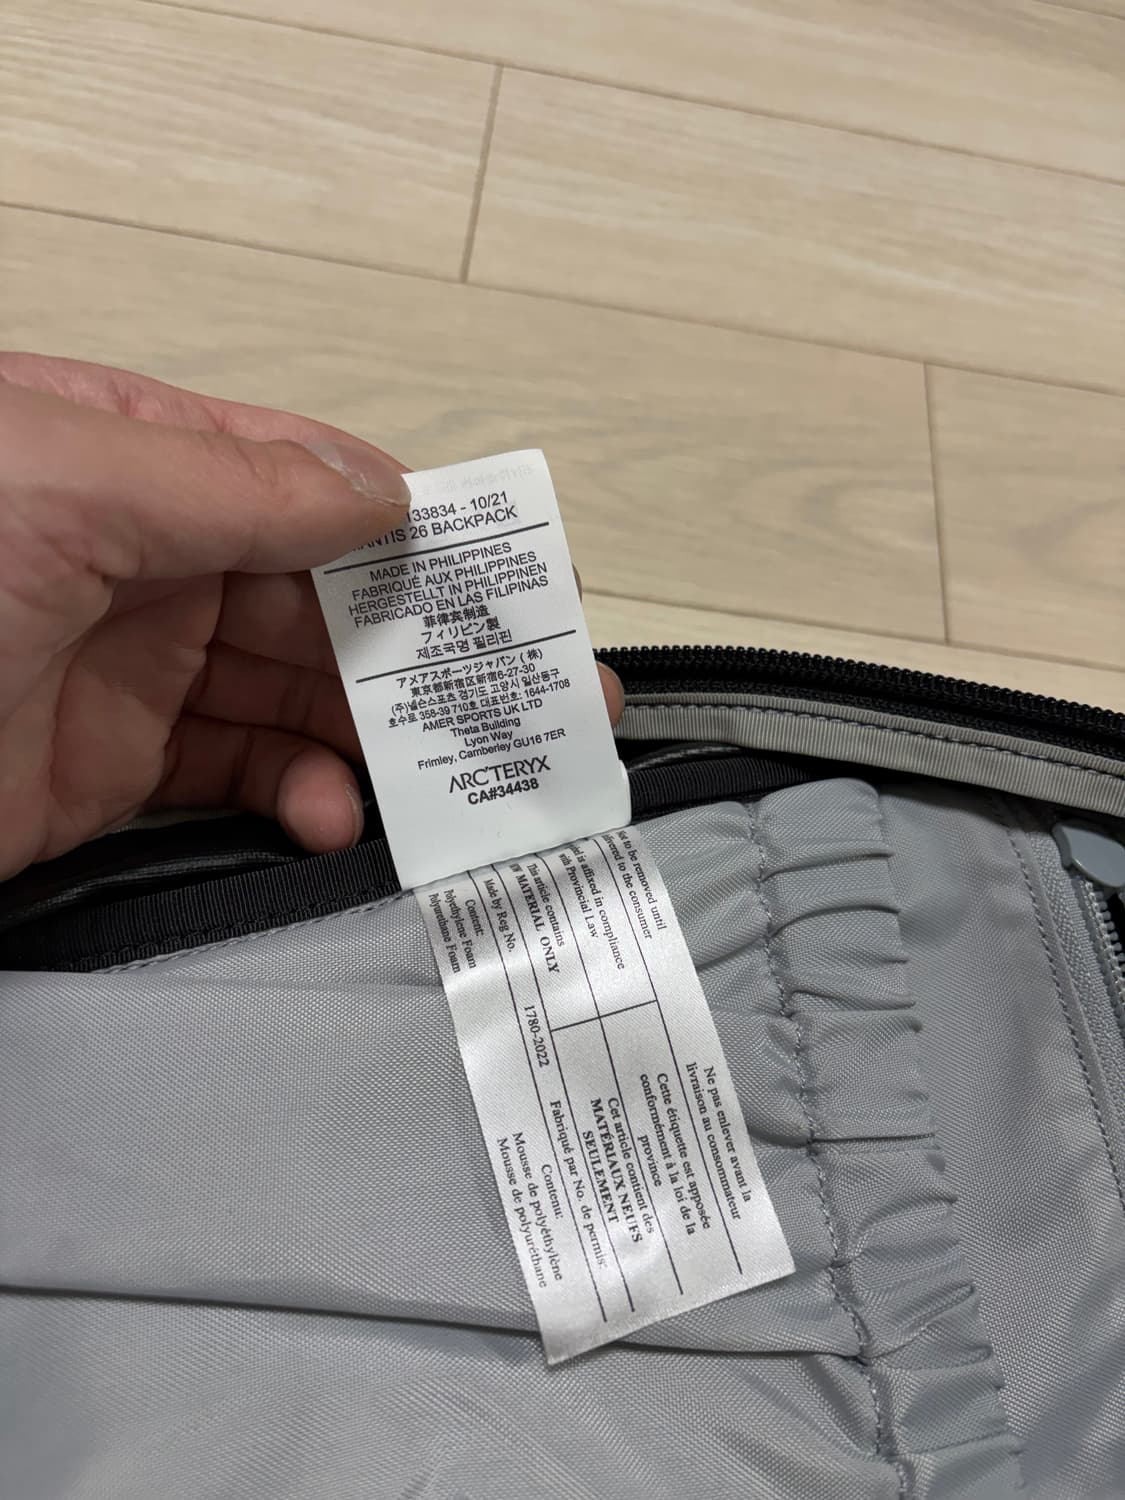 133834 - 10/21
26 BACKPACK
MADE IN PHILIPPINES
FABRIQUÉ AUX PHILIPPINES
HERGESTELLT IN PHILIPPINEN
FABRICADO EN LAS FILIPINAS
菲律宾制造
フィリピン製
제조국명 필리핀
アメアスポーツジャパン (株)
東京都新宿区新宿6-27-30
(주)넬슨스포츠 경기도 고양시 일산동구
호수로 358-39 710호 대표번호: 1644-1708
AMER SPORTS UK LTD
Theta Building
Lyon Way
Frimley, Camberley GU16 7ER
ARC'TERYX
CA#34438
to be removed until
to the consumer
is affixed in compliance
with Provincial Law
This article contains
MATERIAL ONLY
Made by Reg No.
1780-2022
Content:
Polyethylene Foam
Polyurethane Foam
Ne pas enlever avant la
livraison au consommateur
Cette étiquette est apposée
conformément à la loi de la
province
Cet article contient des
MATÉRIAUX NEUFS
SEULEMENT
Fabriqué par No. de permis:
Contenu:
Mousse de polyéthylène
Mousse de polyuréthane